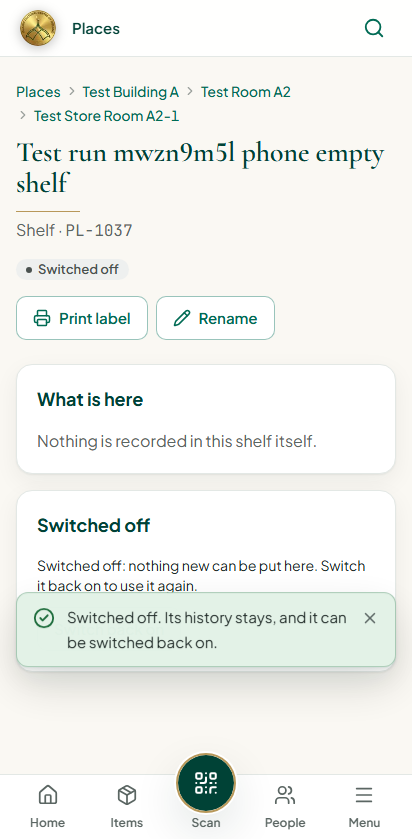 Places
Places > Test Building A > Test Room A2
> Test Store Room A2-1
Test run mwzn9m5l phone empty
shelf
Shelf · PL-1037
Switched off
Print label
Rename
What is here
Nothing is recorded in this shelf itself.
Switched off
Switched off: nothing new can be put here. Switch
it back on to use it again.
Switched off. Its history stays, and it can
be switched back on.
Home
Items
Scan
People
Menu